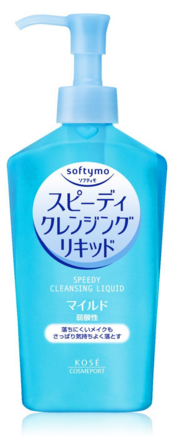 softymo
ソフティモ
スピーディ
クレンジング
リキッド
SPEEDY
CLEANSING LIQUID
マイルド
弱酸性
落ちにくいメイクも
さっぱり気持ちよく落とす
KOSÉ
COSMEPORT